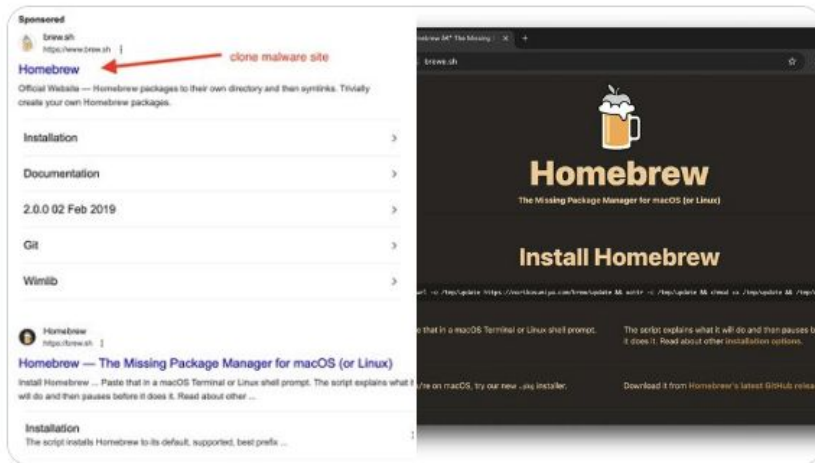 Sponsored
brew.sh
https://www.brew.sh
clone malware site
Homebrew
Official Website — Homebrew packages to their own directory and then symlinks. Trivially
create your own Homebrew packages.
Installation
Documentation
2.0.0 02 Feb 2019
Git
Wimlib
Homebrew
https://brew.sh
Homebrew — The Missing Package Manager for macOS (or Linux)
Install Homebrew ... Paste that in a macOS Terminal or Linux shell prompt. The script explains what it
will do and then pauses before it does it. Read about other ...
Installation
The script installs Homebrew to its default, supported, best prefix ...
The Missing
brewe.sh
Homebrew
The Missing Package Manager for macOS (or Linux)
Install Homebrew
that in a macOS Terminal or Linux shell prompt.
The script explains what it will do and then pauses b
it does it. Read about other installation options.
're on macOS, try our new .pkg installer.
Download it from Homebrew's latest GitHub relea